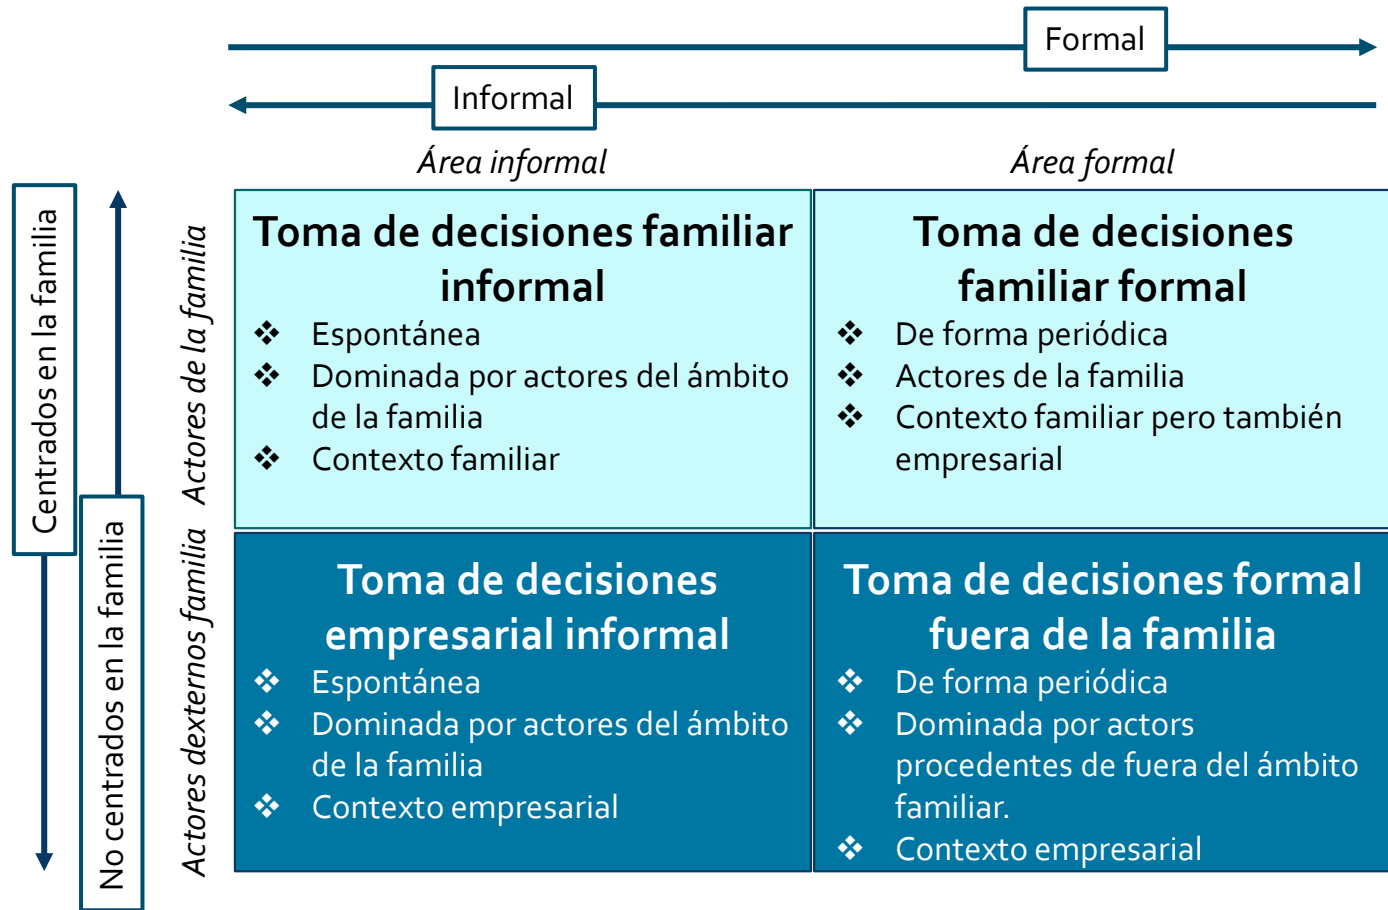 Formal
Informal
Área informal
Área formal
Centrados en la familia
No centrados en la familia
Actores de la familia
Actores dexternos familia
Toma de decisiones familiar
informal
❖ Espontánea
❖ Dominada por actores del ámbito
de la familia
❖ Contexto familiar
Toma de decisiones
familiar formal
❖ De forma periódica
❖ Actores de la familia
❖ Contexto familiar pero también
empresarial
Toma de decisiones
empresarial informal
❖ Espontánea
❖ Dominada por actores del ámbito
de la familia
❖ Contexto empresarial
Toma de decisiones formal
fuera de la familia
❖ De forma periódica
❖ Dominada por actors
procedentes de fuera del ámbito
familiar.
❖ Contexto empresarial